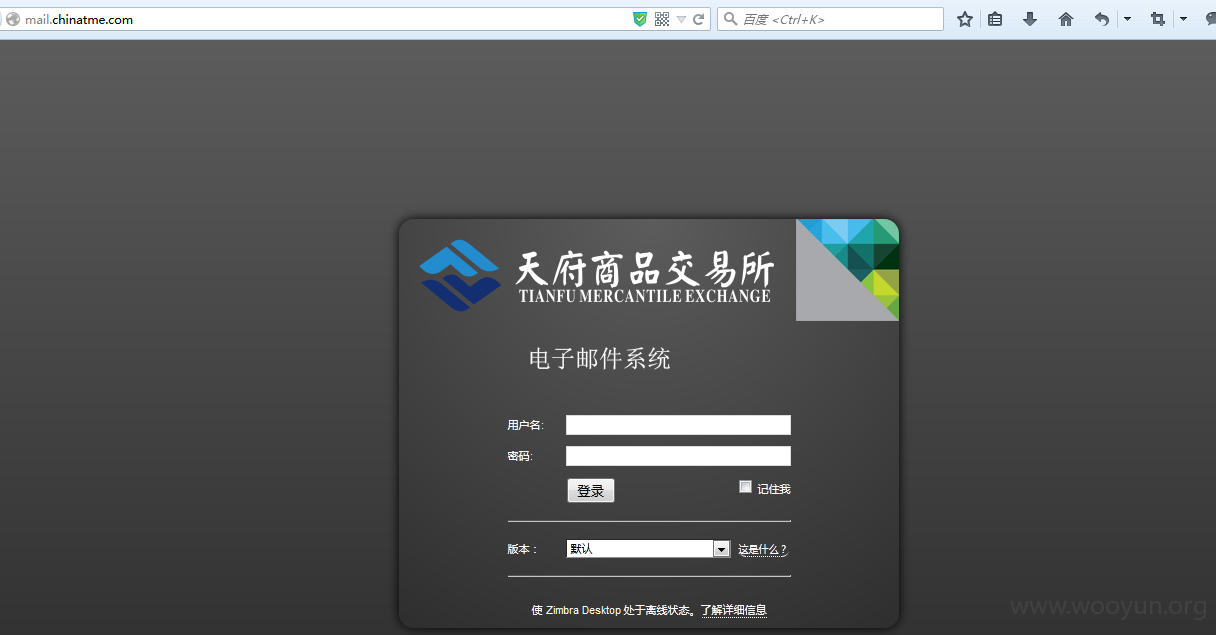 mail.chinatme.com
百度 <Ctrl+K>
天府商品交易所
TIANFU MERCANTILE EXCHANGE
电子邮件系统
用户名:
密码:
登录
记住我
版本：
默认
这是什么？
使 Zimbra Desktop 处于离线状态。了解详细信息
www.wooyun.org